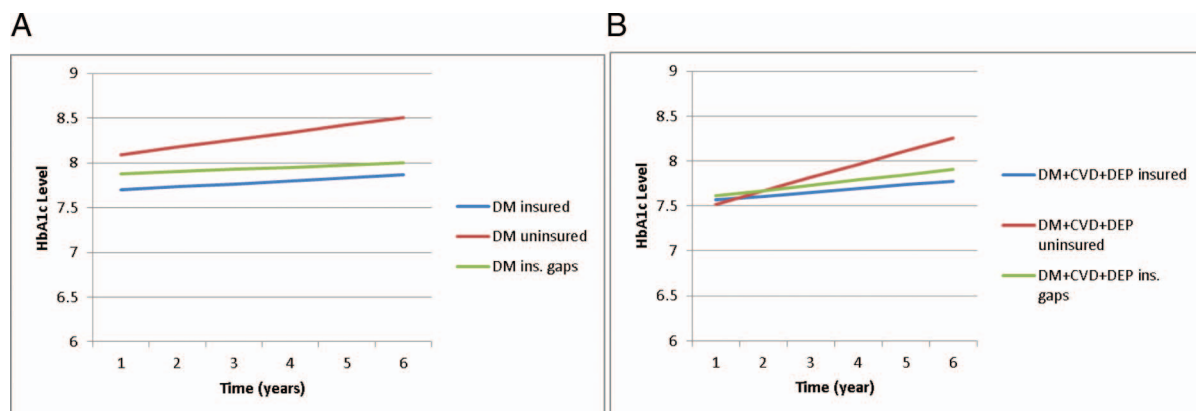 A
9
8.5
8
7.5
7
6.5
6
HbA1c Level
1 2 3 4 5 6
Time (years)
DM insured
DM uninsured
DM ins. gaps
B
9
8.5
8
7.5
7
6.5
6
HbA1c Level
1 2 3 4 5 6
Time (year)
DM+CVD+DEP insured
DM+CVD+DEP
uninsured
DM+CVD+DEP ins.
gaps